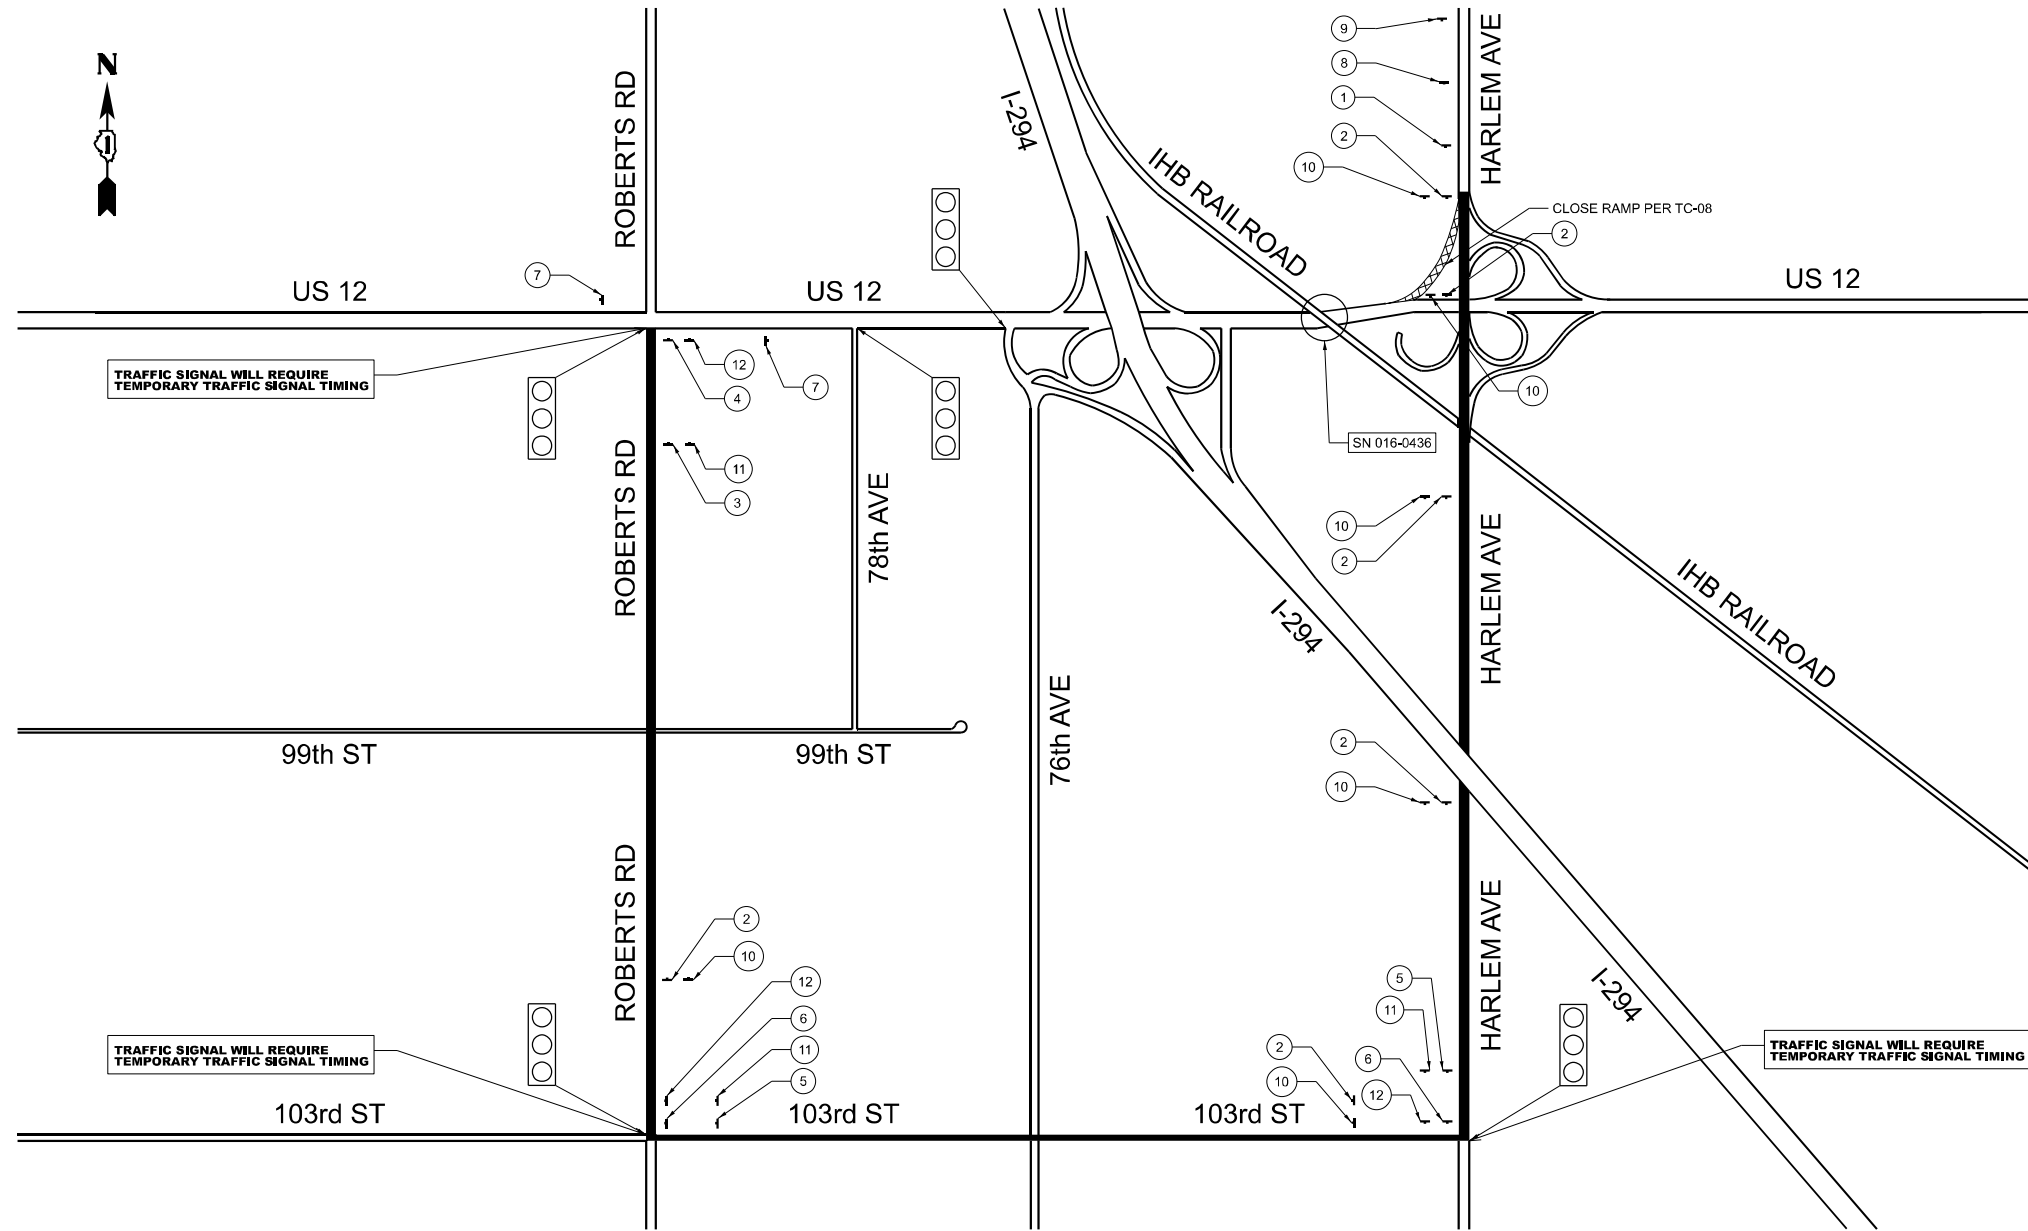 9
HARLEM AVE
N
8
ROBERTS RD
I-294
1
2
IHB RAILROAD
10
CLOSE RAMP PER TC-08
2
7
US 12
US 12
US 12
TRAFFIC SIGNAL WILL REQUIRE
TEMPORARY TRAFFIC SIGNAL TIMING
12
4
7
10
SN 016-0436
11
3
ROBERTS RD
78th AVE
10
2
HARLEM AVE
I-294
IHB RAILROAD
99th ST
99th ST
76th AVE
2
10
ROBERTS RD
2
10
12
6
11
5
HARLEM AVE
5
11
I-294
2
6
10
12
TRAFFIC SIGNAL WILL REQUIRE
TEMPORARY TRAFFIC SIGNAL TIMING
TRAFFIC SIGNAL WILL REQUIRE
TEMPORARY TRAFFIC SIGNAL TIMING
103rd ST
103rd ST
103rd ST